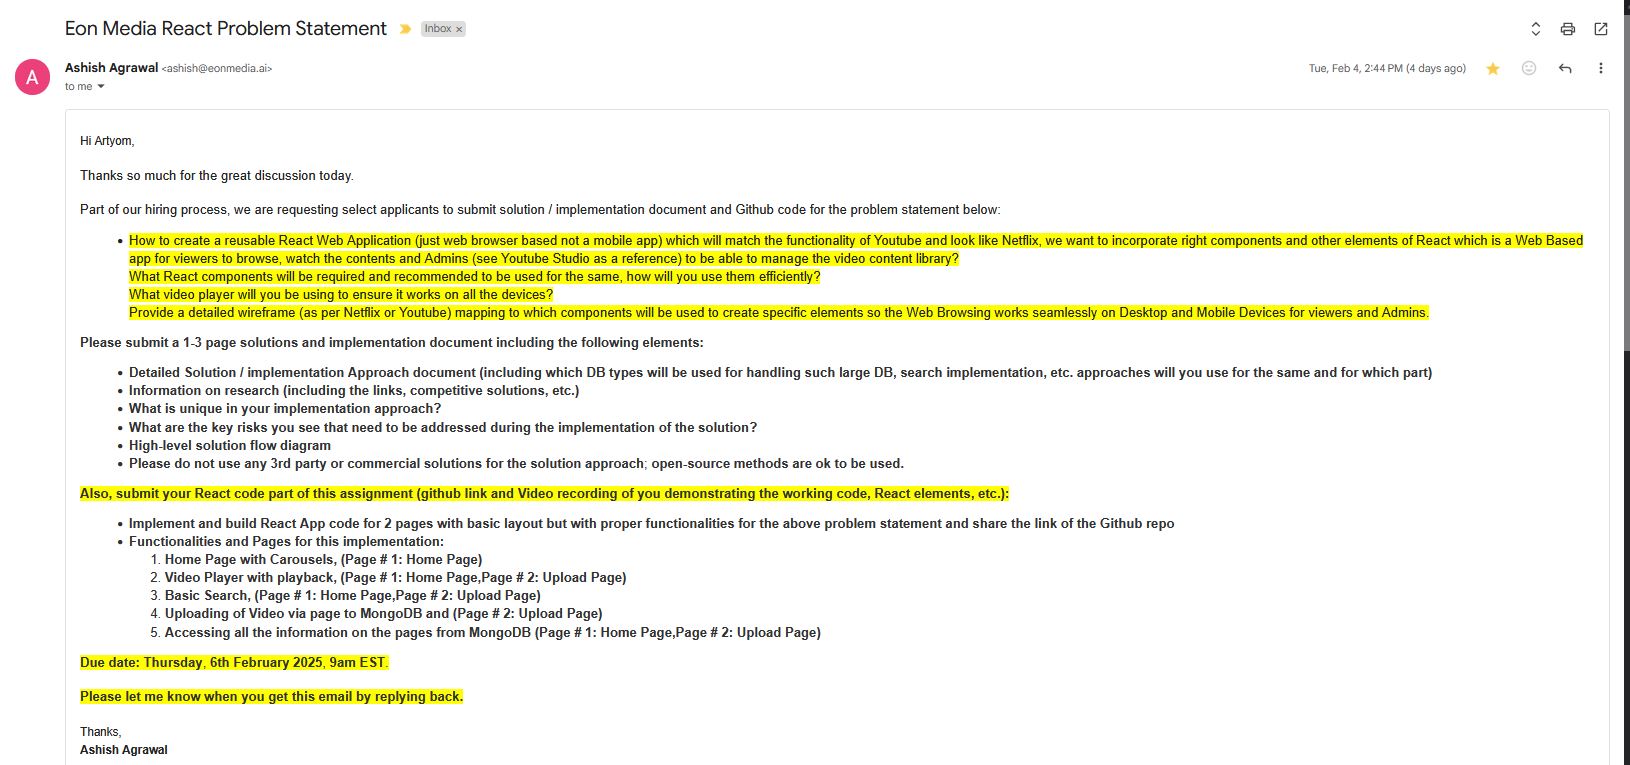 Eon Media React Problem Statement Inbox ×
Ashish Agrawal <ashish@eonmedia.ai> Tue, Feb 4, 2:44 PM (4 days ago)
A
to me
Hi Artyom,
Thanks so much for the great discussion today.
Part of our hiring process, we are requesting select applicants to submit solution / implementation document and Github code for the problem statement below:
• How to create a reusable React Web Application (just web browser based not a mobile app) which will match the functionality of Youtube and look like Netflix, we want to incorporate right components and other elements of React which is a Web Based
app for viewers to browse, watch the contents and Admins (see Youtube Studio as a reference) to be able to manage the video content library?
What React components will be required and recommended to be used for the same, how will you use them efficiently?
What video player will you be using to ensure it works on all the devices?
Provide a detailed wireframe (as per Netflix or Youtube) mapping to which components will be used to create specific elements so the Web Browsing works seamlessly on Desktop and Mobile Devices for viewers and Admins.
Please submit a 1-3 page solutions and implementation document including the following elements:
• Detailed Solution / implementation Approach document (including which DB types will be used for handling such large DB, search implementation, etc. approaches will you use for the same and for which part)
• Information on research (including the links, competitive solutions, etc.)
• What is unique in your implementation approach?
• What are the key risks you see that need to be addressed during the implementation of the solution?
• High-level solution flow diagram
• Please do not use any 3rd party or commercial solutions for the solution approach; open-source methods are ok to be used.
Also, submit your React code part of this assignment (github link and Video recording of you demonstrating the working code, React elements, etc.):
• Implement and build React App code for 2 pages with basic layout but with proper functionalities for the above problem statement and share the link of the Github repo
• Functionalities and Pages for this implementation:
1. Home Page with Carousels, (Page # 1: Home Page)
2. Video Player with playback, (Page # 1: Home Page,Page # 2: Upload Page)
3. Basic Search, (Page # 1: Home Page,Page # 2: Upload Page)
4. Uploading of Video via page to MongoDB and (Page # 2: Upload Page)
5. Accessing all the information on the pages from MongoDB (Page # 1: Home Page,Page # 2: Upload Page)
Due date: Thursday, 6th February 2025, 9am EST.
Please let me know when you get this email by replying back.
Thanks,
Ashish Agrawal